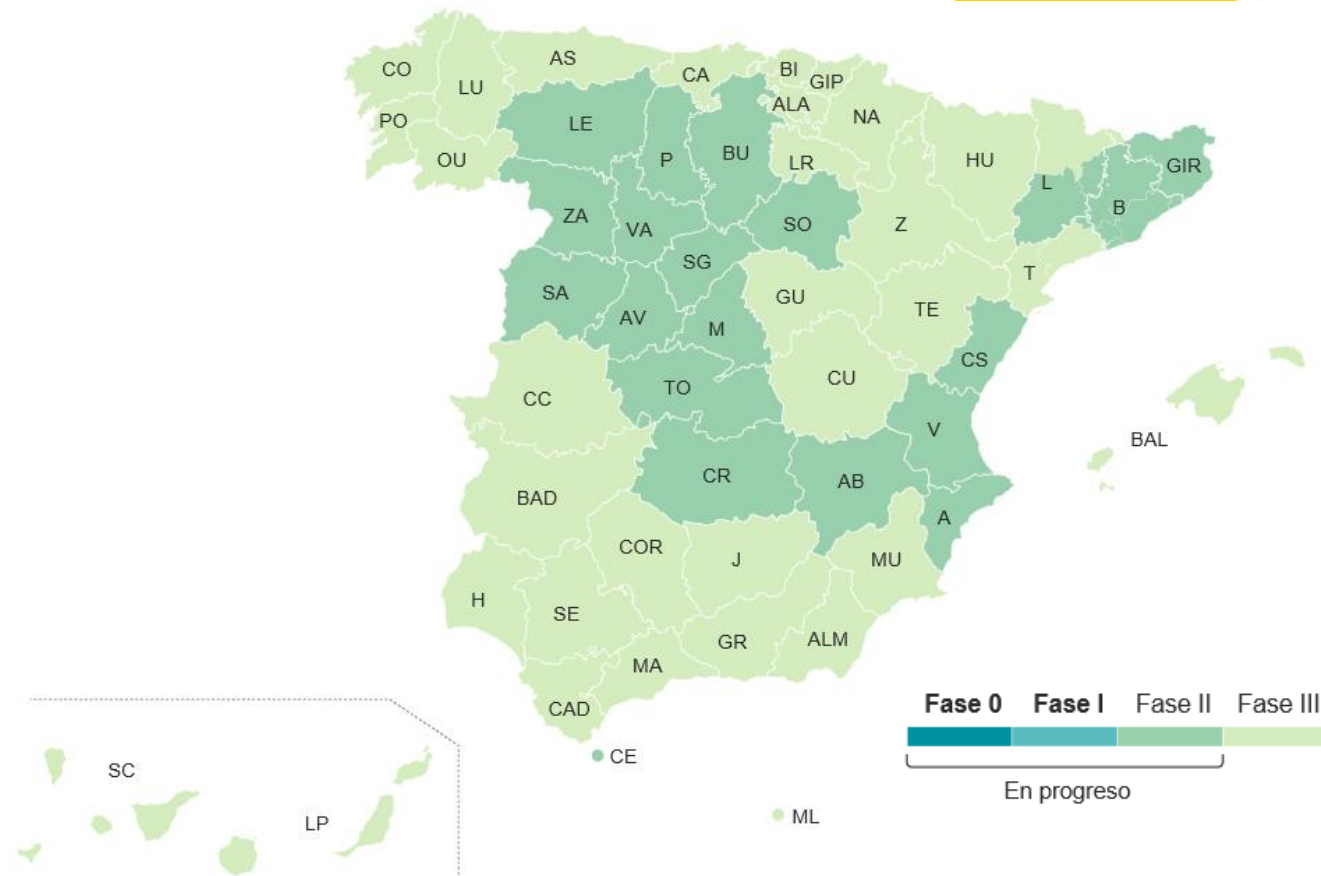 AS
CO
LU
CA
BI
GIP
ALA
NA
PO
LE
OU
P
BU
LR
HU
GIR
L
B
ZA
VA
SO
Z
SG
SA
AV
M
GU
TE
T
CS
TO
CU
CC
V
BAL
BAD
CR
AB
A
COR
J
MU
H
SE
GR
ALM
MA
CAD
CE
SC
LP
ML
Fase 0 Fase I Fase II Fase III
En progreso